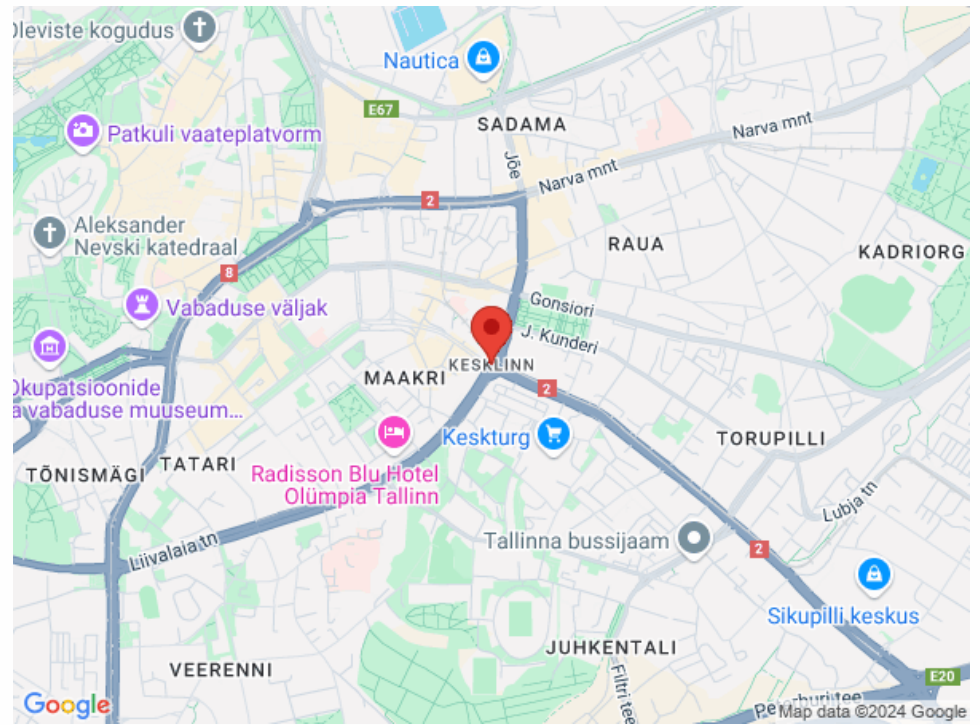 Oleviste kogudus
Nautica
E67
SADAMA
Patkuli vaateplatvorm
Narva mnt
Jõe
Narva mnt
2
Aleksander
Nevski katedraal
RAUA
KADRIORG
8
Vabaduse väljak
Gonsiori
J. Kunderi
KESKLINN
MAAKRI
2
Okupatsioonide
a vabaduse muuseum...
Keskturg
TORUPILLI
TÕNISMÄGI
TATARI
Radisson Blu Hotel
Olümpia Tallinn
Lubja tn
Liivalaia tn
Tallinna bussijaam
2
Sikupilli keskus
JUHKENTALI
VEERENNI
Filtri tee
E20
Google
Map data ©2024 Google